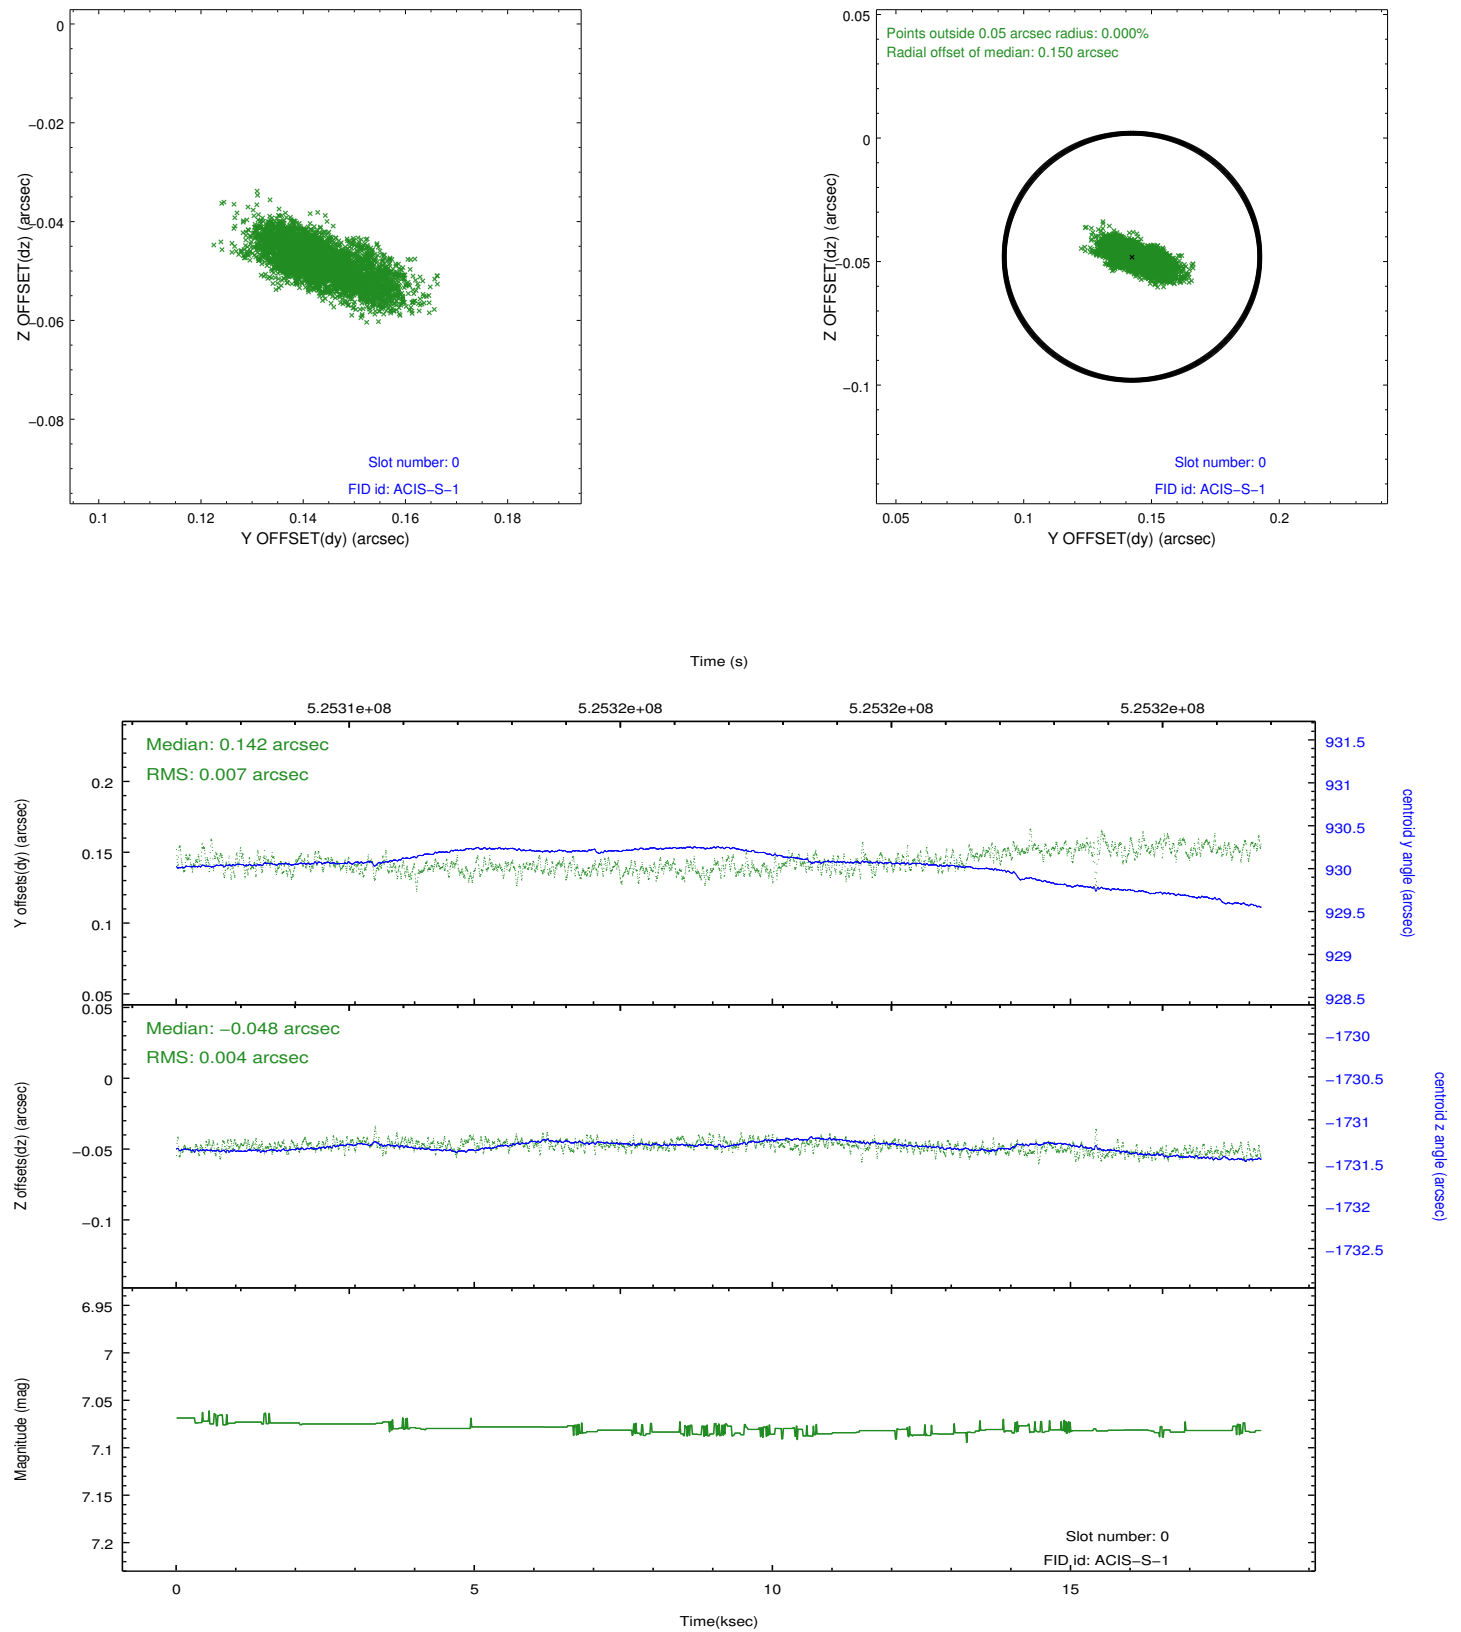 0
−0.02
−0.04
−0.06
−0.08
Z OFFSET(dz) (arcsec)
Slot number: 0
FID id: ACIS−S−1
0.1
0.12
0.14
0.16
0.18
Y OFFSET(dy) (arcsec)
0.05
Points outside 0.05 arcsec radius: 0.000%
Radial offset of median: 0.150 arcsec
0
−0.05
−0.1
Z OFFSET(dz) (arcsec)
Slot number: 0
FID id: ACIS−S−1
0.05
0.1
0.15
0.2
Y OFFSET(dy) (arcsec)
Time (s)
5.2531e+08
5.2532e+08
5.2532e+08
5.2532e+08
Median: 0.142 arcsec
RMS: 0.007 arcsec
0.2
0.15
0.1
0.05
Y offsets(dy) (arcsec)
931.5
931
930.5
930
929.5
929
928.5
centroid y angle (arcsec)
0.05
Median: −0.048 arcsec
RMS: 0.004 arcsec
0
−0.05
−0.1
Z offsets(dz) (arcsec)
−1730
−1730.5
−1731
−1731.5
−1732
−1732.5
centroid z angle (arcsec)
6.95
7
7.05
7.1
7.15
7.2
Magnitude (mag)
Slot number: 0
FID id: ACIS−S−1
0
5
10
15
Time(ksec)